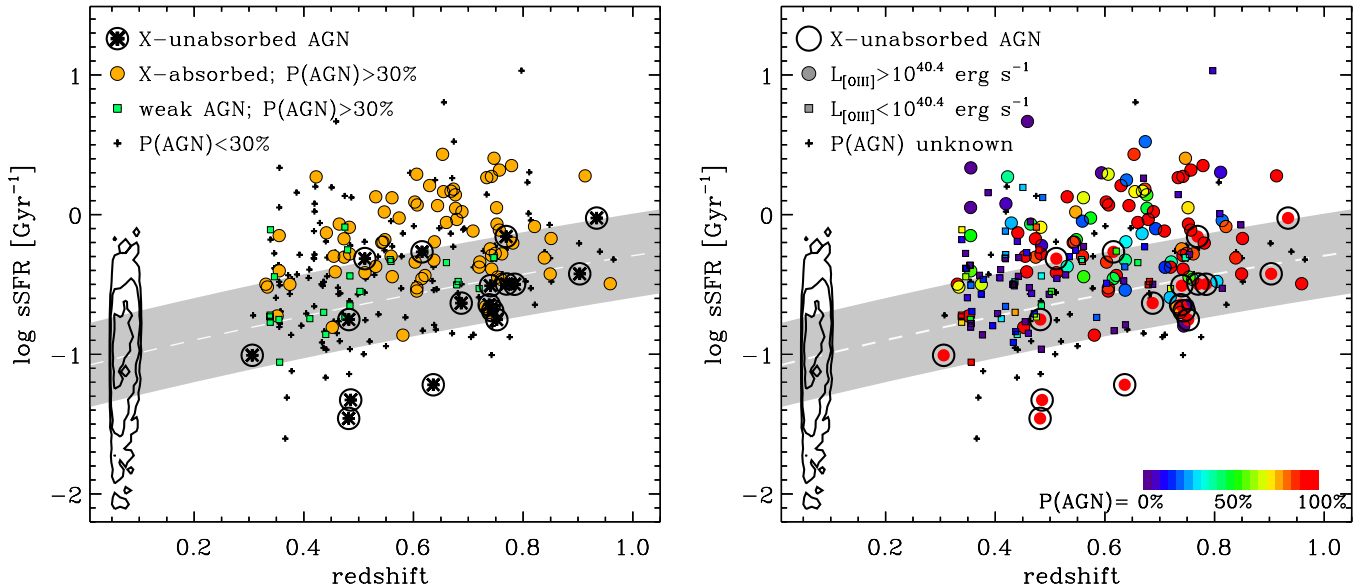 X-unabsorbed AGN
X-absorbed; P(AGN)>30%
weak AGN; P(AGN)>30%
P(AGN)<30%
log sSFR [Gyr⁻¹]
1
0
−1
−2
0.2 0.4 0.6 0.8 1.0
redshift
X-unabsorbed AGN
L[OIII]>10^40.4 erg s⁻¹
L[OIII]<10^40.4 erg s⁻¹
P(AGN) unknown
log sSFR [Gyr⁻¹]
1
0
−1
−2
P(AGN)= 0% 50% 100%
0.2 0.4 0.6 0.8 1.0
redshift